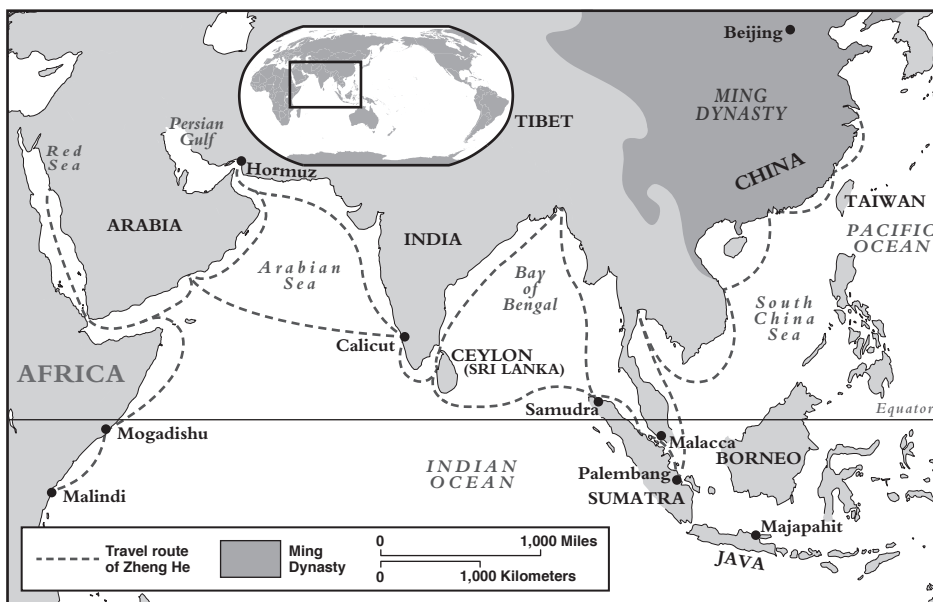 Beijing
MING
DYNASTY
TIBET
Persian
Gulf
Red
Sea
Hormuz
CHINA
TAIWAN
ARABIA
INDIA
PACIFIC
OCEAN
Arabian
Sea
Bay
of
Bengal
South
China
Sea
Calicut
CEYLON
(SRI LANKA)
AFRICA
Samudra
Equator
Mogadishu
Malacca
BORNEO
INDIAN
OCEAN
Palembang
SUMATRA
Malindi
Majapahit
JAVA
Travel route
of Zheng He
Ming
Dynasty
0 1,000 Miles
0 1,000 Kilometers